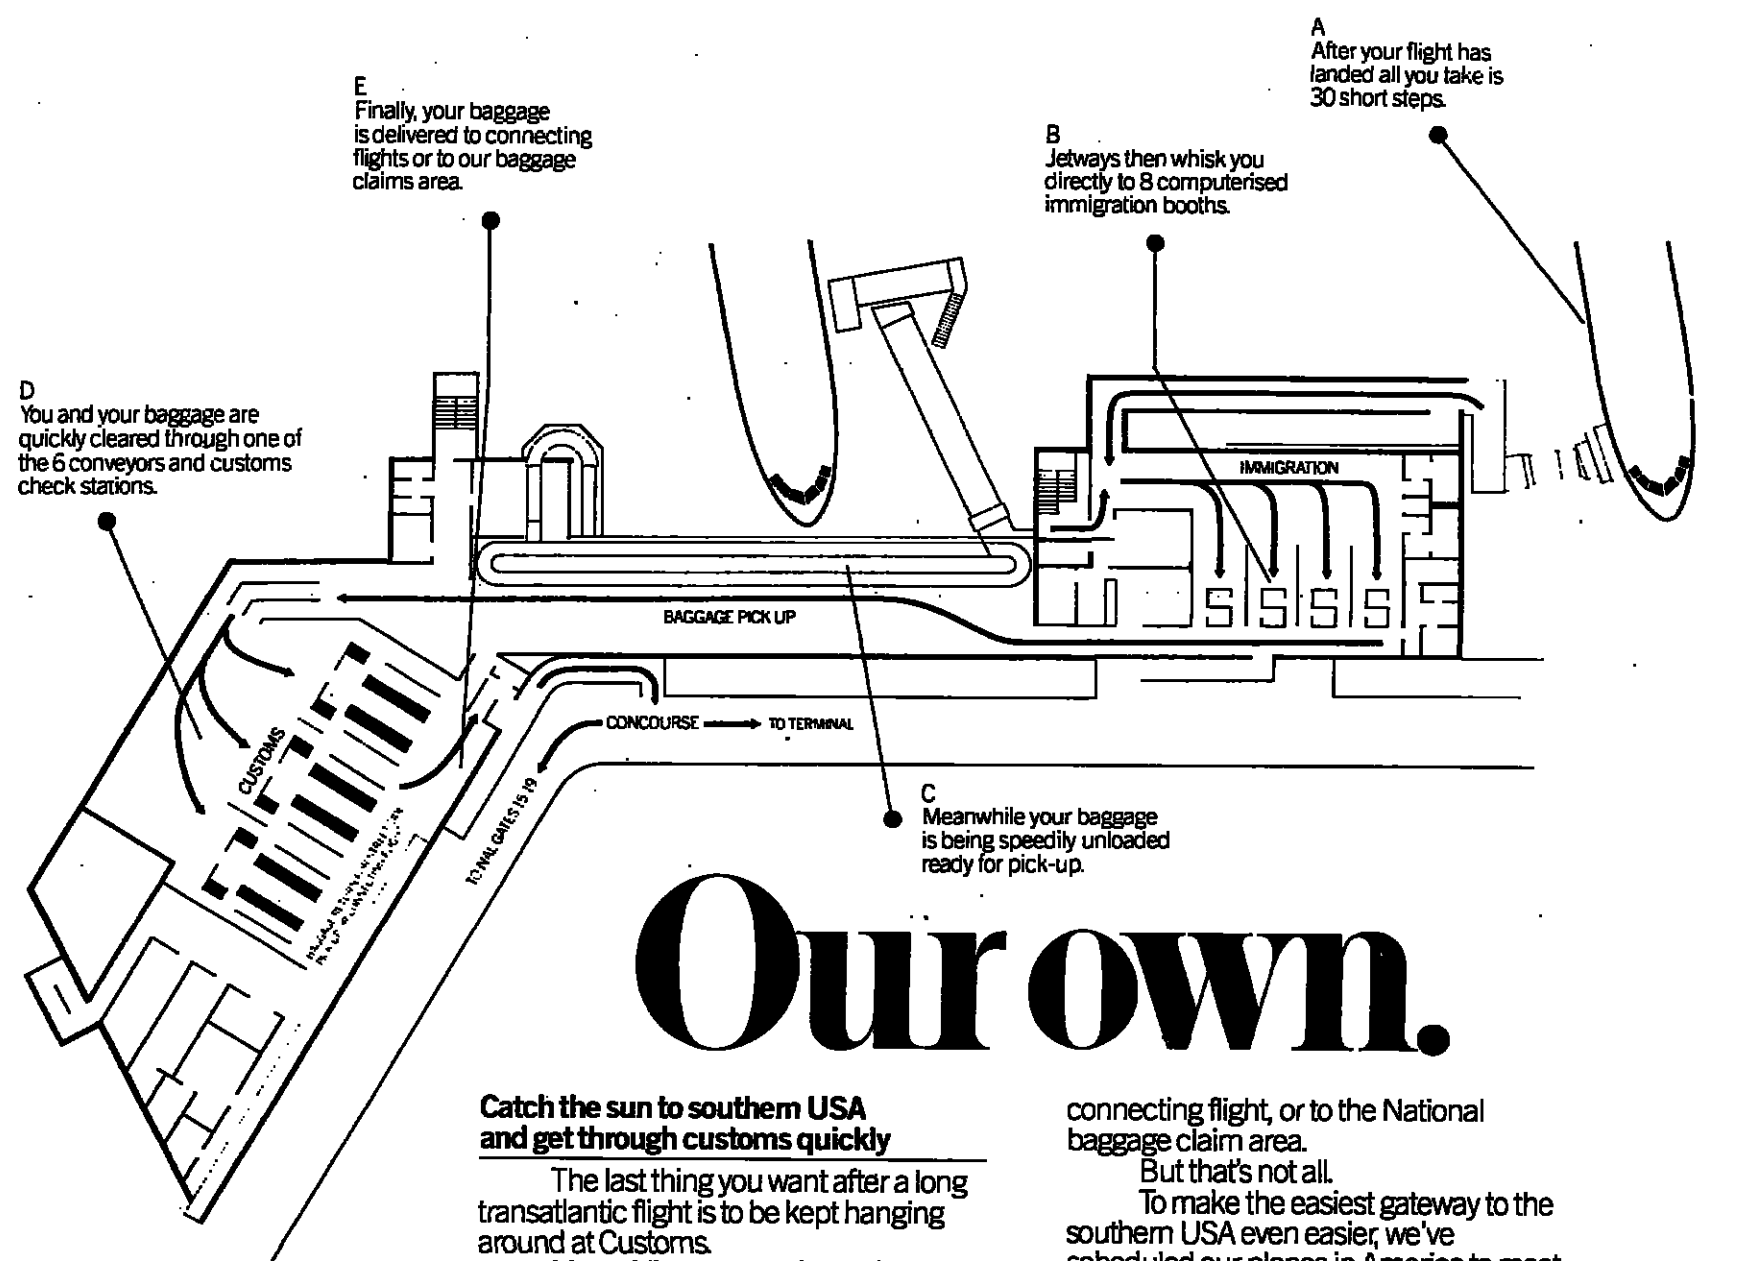 A
After your flight has
landed all you take is
30 short steps.
B
Jetways then whisk you
directly to 8 computerised
immigration booths.
E
Finally, your baggage
is delivered to connecting
flights or to our baggage
claims area.
D
You and your baggage are
quickly cleared through one of
the 6 conveyors and customs
check stations.
IMMIGRATION
BAGGAGE PICK UP
CUSTOMS
CONCOURSE
TO TERMINAL
GATES 15 19
C
Meanwhile your baggage
is being speedily unloaded
ready for pick-up.
Our own.
Catch the sun to southern USA
and get through customs quickly
The last thing you want after a long
transatlantic flight is to be kept hanging
around at Customs.
connecting flight, or to the National
baggage claim area.
But that's not all.
To make the easiest gateway to the
southern USA even easier, we've